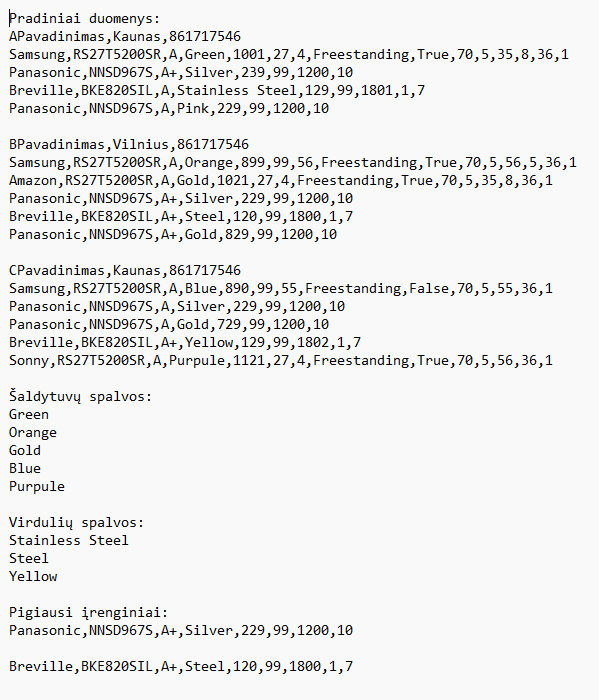 Pradiniai duomenys:
APavadinimas,Kaunas,861717546
Samsung,RS27T5200SR,A,Green,1001,27,4,Freestanding,True,70,5,35,8,36,1
Panasonic,NNSD967S,A+,Silver,239,99,1200,10
Breville,BKE820SIL,A,Stainless Steel,129,99,1801,1,7
Panasonic,NNSD967S,A,Pink,229,99,1200,10

BPavadinimas,Vilnius,861717546
Samsung,RS27T5200SR,A,Orange,899,99,56,Freestanding,True,70,5,56,5,36,1
Amazon,RS27T5200SR,A,Gold,1021,27,4,Freestanding,True,70,5,35,8,36,1
Panasonic,NNSD967S,A+,Silver,229,99,1200,10
Breville,BKE820SIL,A+,Steel,120,99,1800,1,7
Panasonic,NNSD967S,A+,Gold,829,99,1200,10

CPavadinimas,Kaunas,861717546
Samsung,RS27T5200SR,A,Blue,890,99,55,Freestanding,False,70,5,55,36,1
Panasonic,NNSD967S,A,Silver,229,99,1200,10
Panasonic,NNSD967S,A,Gold,729,99,1200,10
Breville,BKE820SIL,A+,Yellow,129,99,1802,1,7
Sonny,RS27T5200SR,A,Purpule,1121,27,4,Freestanding,True,70,5,56,36,1

Šaldytuvų spalvos:
Green
Orange
Gold
Blue
Purpule

Virdulių spalvos:
Stainless Steel
Steel
Yellow

Pigiausi įrenginiai:
Panasonic,NNSD967S,A+,Silver,229,99,1200,10

Breville,BKE820SIL,A+,Steel,120,99,1800,1,7